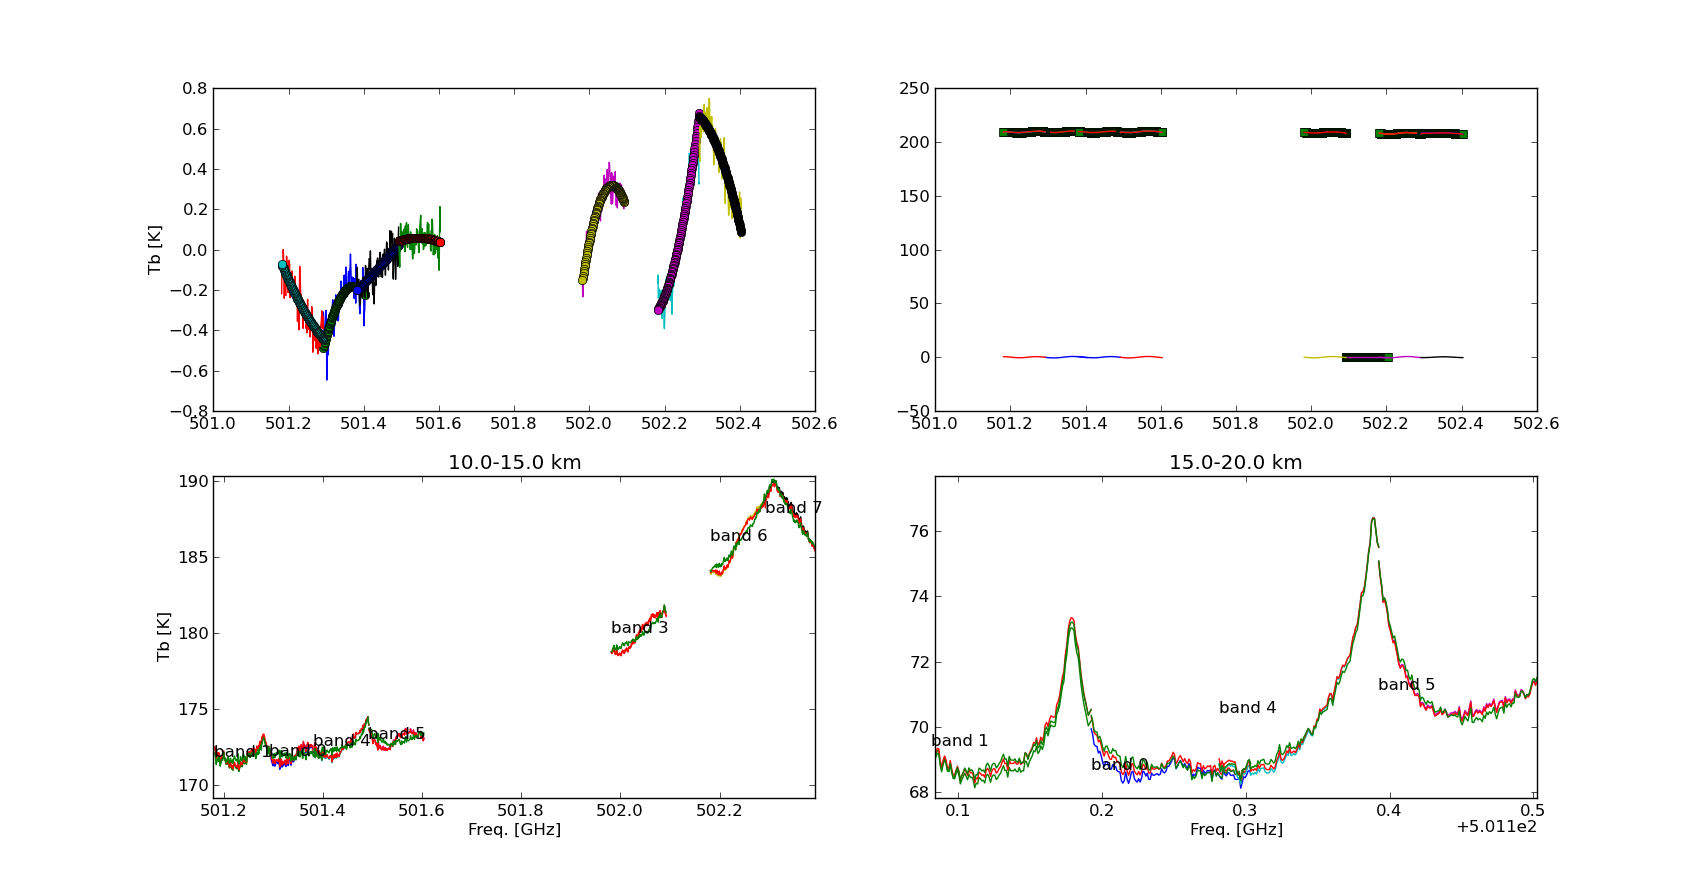 0.8
0.6
0.4
0.2
0.0
−0.2
−0.4
−0.6
−0.8
Tb [K]
501.0 501.2 501.4 501.6 501.8 502.0 502.2 502.4 502.6
250
200
150
100
50
0
−50
501.0 501.2 501.4 501.6 501.8 502.0 502.2 502.4 502.6
10.0-15.0 km
190
185
180
175
170
Tb [K]
band 7
band 6
band 3
band 1 band 0 band 4 band 5
501.2 501.4 501.6 501.8 502.0 502.2
Freq. [GHz]
15.0-20.0 km
76
74
72
70
68
band 5
band 4
band 1
band 0
0.1 0.2 0.3 0.4 0.5
Freq. [GHz]
+5.011e2